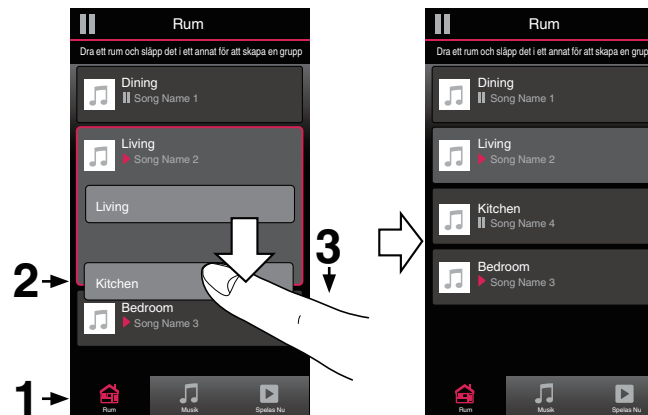 Rum
Dra ett rum och släpp det i ett annat för att skapa en grupp
Dining
Song Name 1
Living
Song Name 2
Living
Kitchen
Bedroom
Song Name 3
Rum
Musik
Spelas Nu
2
3
1
Rum
Dra ett rum och släpp det i ett annat för att skapa en grupp
Dining
Song Name 1
Living
Song Name 2
Kitchen
Song Name 4
Bedroom
Song Name 3
Rum
Musik
Spelas Nu